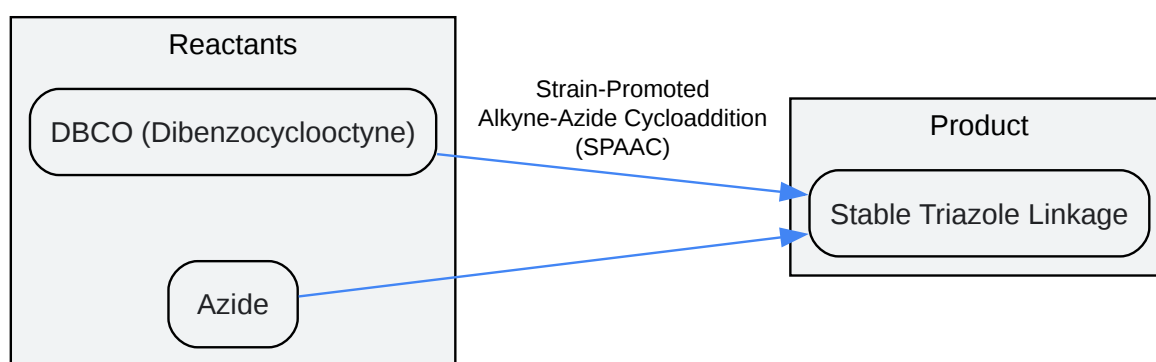 Reactants
DBCO (Dibenzocyclooctyne)
Azide
Strain-Promoted
Alkyne-Azide Cycloaddition
(SPAAC)
Product
Stable Triazole Linkage